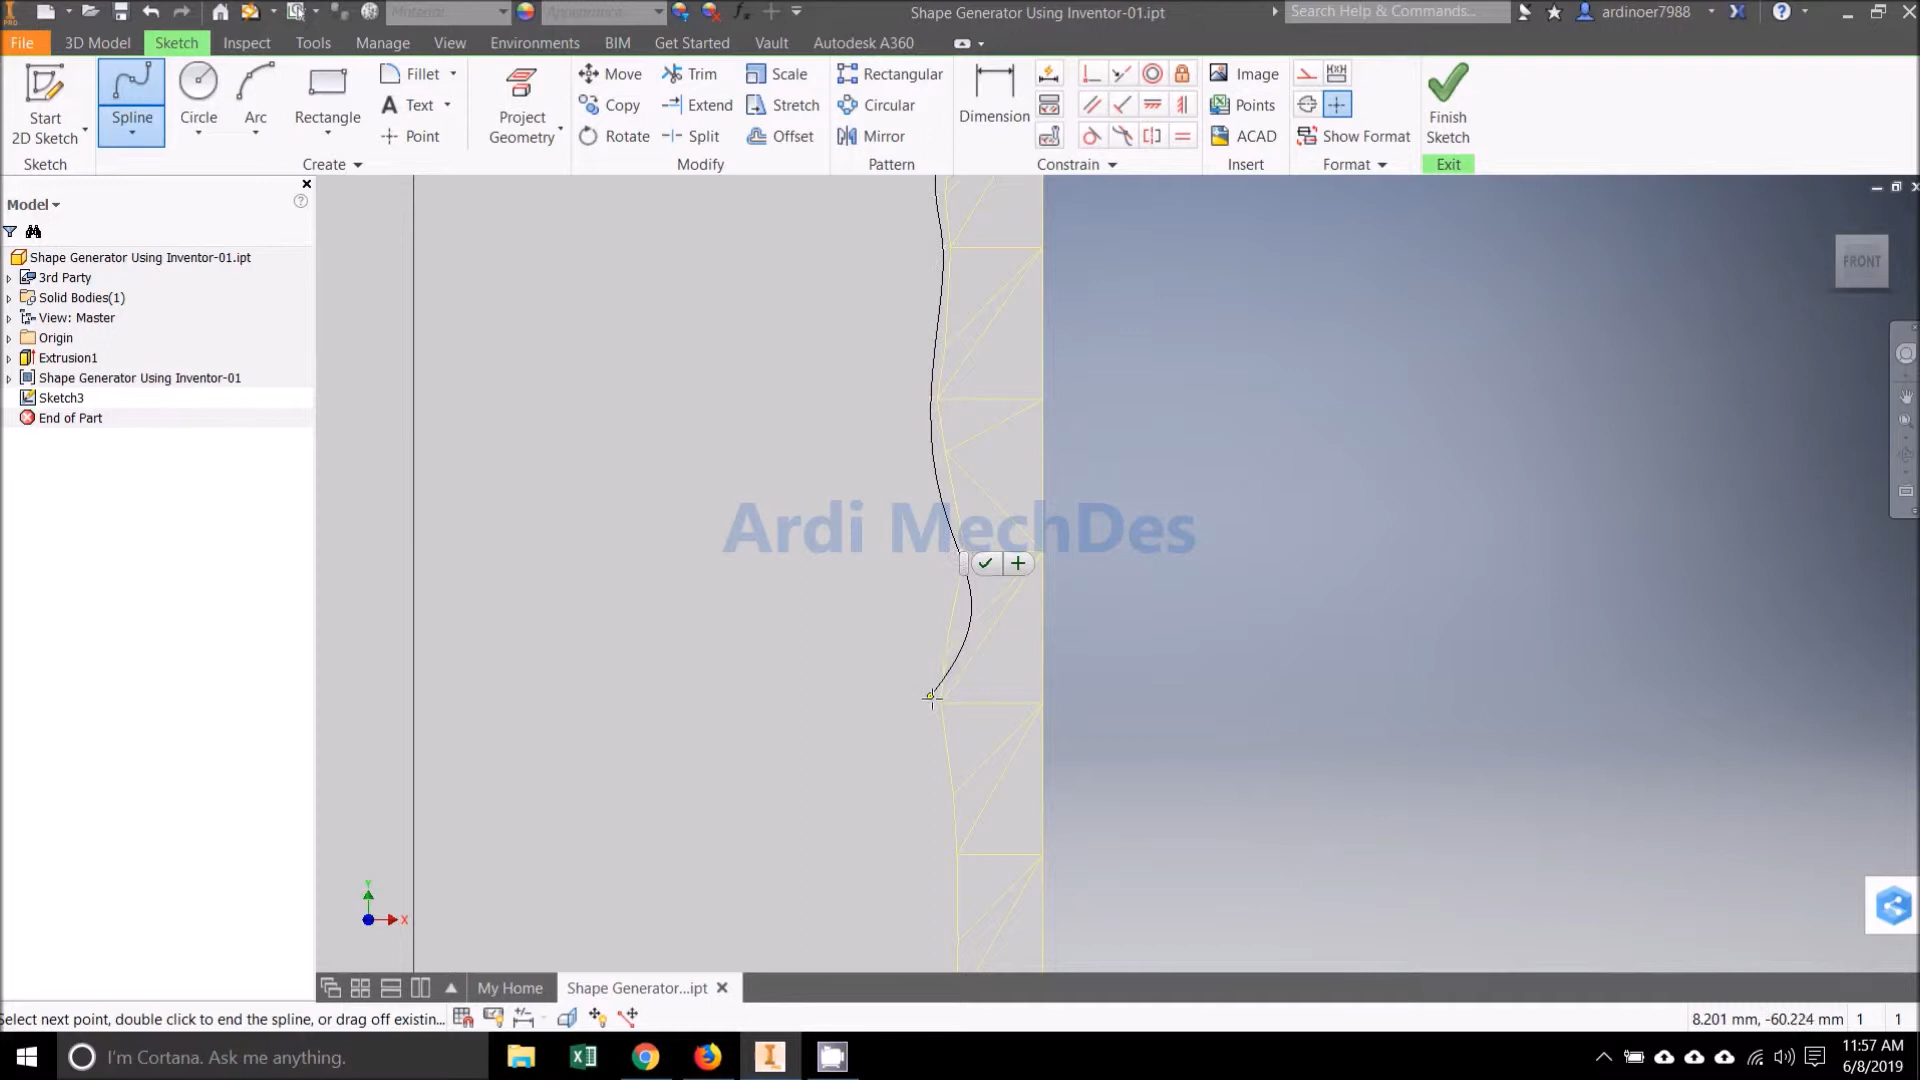 PRO
Material
Appearance
Shape Generator Using Inventor-01.ipt
Search Help & Commands...
ardinoer7988
File
3D Model
Sketch
Inspect
Tools
Manage
View
Environments
BIM
Get Started
Vault
Autodesk A360
Start
2D Sketch
Spline
Circle
Arc
Rectangle
Fillet
Text
Point
Project
Geometry
Move
Copy
Rotate
Trim
Extend
Split
Scale
Stretch
Offset
Rectangular
Circular
Mirror
Dimension
Image
Points
ACAD
Show Format
Finish
Sketch
Sketch
Create
Modify
Pattern
Constrain
Insert
Format
Exit
Model
Shape Generator Using Inventor-01.ipt
3rd Party
Solid Bodies(1)
View: Master
Origin
Extrusion1
Shape Generator Using Inventor-01
Sketch3
End of Part
FRONT
Ardi MechDes
Y
X
My Home
Shape Generator...ipt
Select next point, double click to end the spline, or drag off existin...
8.201 mm, -60.224 mm 1 1
I'm Cortana. Ask me anything.
11:57 AM
6/8/2019